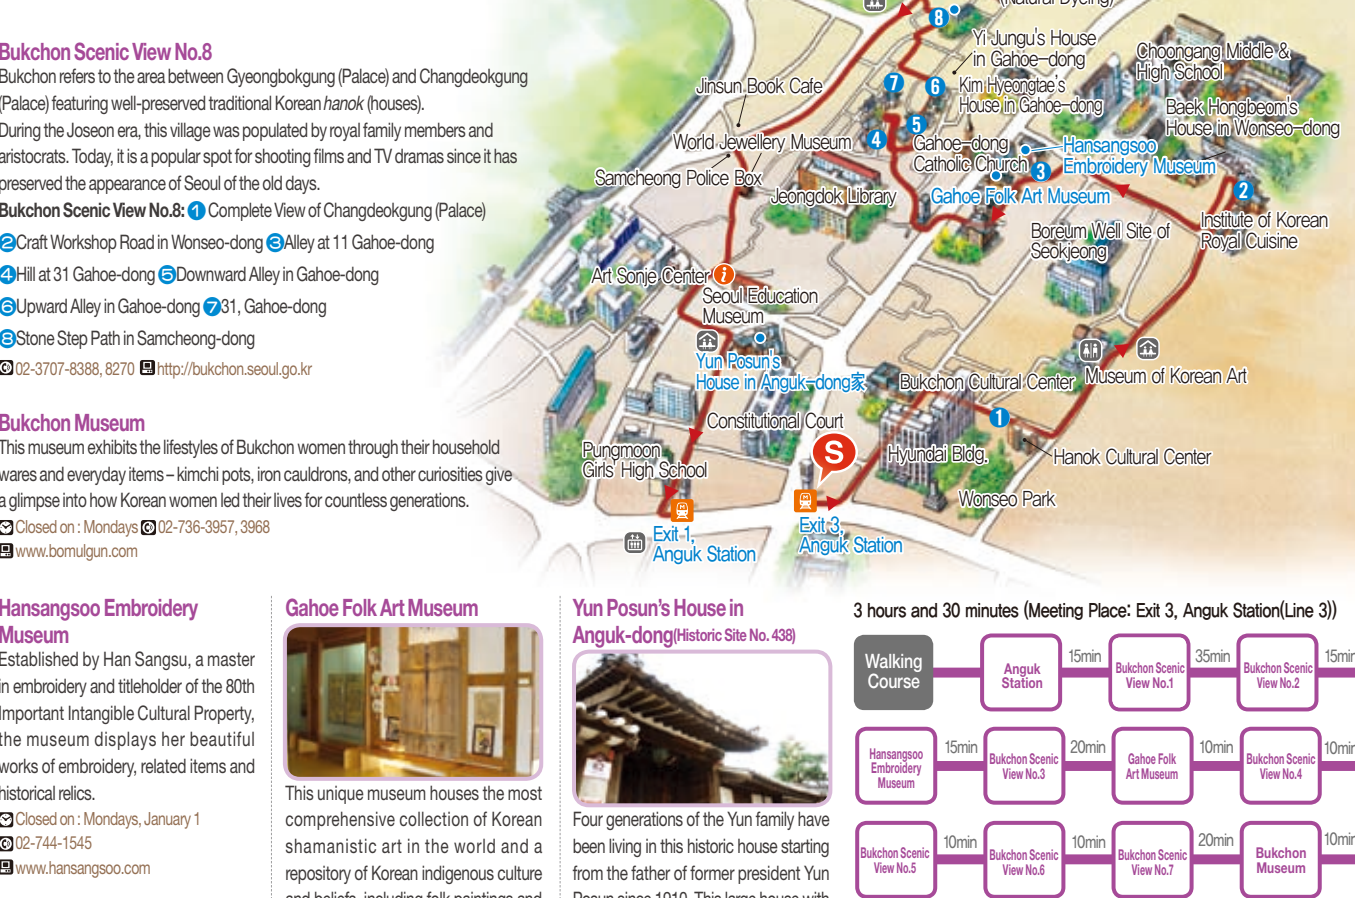 Bukchon Scenic View No.8
Bukchon refers to the area between Gyeongbokgung (Palace) and Changdeokgung
(Palace) featuring well-preserved traditional Korean hanok (houses).
During the Joseon era, this village was populated by royal family members and
aristocrats. Today, it is a popular spot for shooting films and TV dramas since it has
preserved the appearance of Seoul of the old days.
Bukchon Scenic View No.8: 1 Complete View of Changdeokgung (Palace)
2 Craft Workshop Road in Wonseo-dong 3 Alley at 11 Gahoe-dong
4 Hill at 31 Gahoe-dong 5 Downward Alley in Gahoe-dong
6 Upward Alley in Gahoe-dong 7 31, Gahoe-dong
8 Stone Step Path in Samcheong-dong
02-3707-8388, 8270 http://bukchon.seoul.go.kr
Bukchon Museum
This museum exhibits the lifestyles of Bukchon women through their household
wares and everyday items – kimchi pots, iron cauldrons, and other curiosities give
a glimpse into how Korean women led their lives for countless generations.
Closed on : Mondays 02-736-3957, 3968
www.bomulgun.com
(Natural Dyeing)
8
Yi Jungu's House
in Gahoe-dong
Choongang Middle &
High School
Jinsun Book Cafe
7
6
Kim Hyeongtae's
House in Gahoe-dong
Baek Hongbeom's
House in Wonseo-dong
World Jewellery Museum
4
5
Gahoe-dong
Catholic Church
Hansangsoo
Embroidery Museum
3
Samcheong Police Box
Jeongdok Library
Gahoe Folk Art Museum
2
Institute of Korean
Royal Cuisine
Boreum Well Site of
Seokjeong
Art Sonje Center
i
Seoul Education
Museum
Yun Posun's
House in Anguk-dong家
Bukchon Cultural Center
Museum of Korean Art
Constitutional Court
1
S
Pungmoon
Girls' High School
Hyundai Bldg.
Hanok Cultural Center
Wonseo Park
Exit 1,
Anguk Station
Exit 3,
Anguk Station
Hansangsoo Embroidery
Museum
Established by Han Sangsu, a master
in embroidery and titleholder of the 80th
Important Intangible Cultural Property,
the museum displays her beautiful
works of embroidery, related items and
historical relics.
Closed on : Mondays, January 1
02-744-1545
www.hansangsoo.com
Gahoe Folk Art Museum
This unique museum houses the most
comprehensive collection of Korean
shamanistic art in the world and a
repository of Korean indigenous culture
and beliefs, including folk paintings and
Yun Posun's House in
Anguk-dong(Historic Site No. 438)
Four generations of the Yun family have
been living in this historic house starting
from the father of former president Yun
Posun since 1910. This large house with
3 hours and 30 minutes (Meeting Place: Exit 3, Anguk Station(Line 3))
Walking
Course
Anguk
Station
15min
Bukchon Scenic
View No.1
35min
Bukchon Scenic
View No.2
15min
Hansangsoo
Embroidery
Museum
15min
Bukchon Scenic
View No.3
20min
Gahoe Folk
Art Museum
10min
Bukchon Scenic
View No.4
10min
Bukchon Scenic
View No.5
10min
Bukchon Scenic
View No.6
10min
Bukchon Scenic
View No.7
20min
Bukchon
Museum
10min